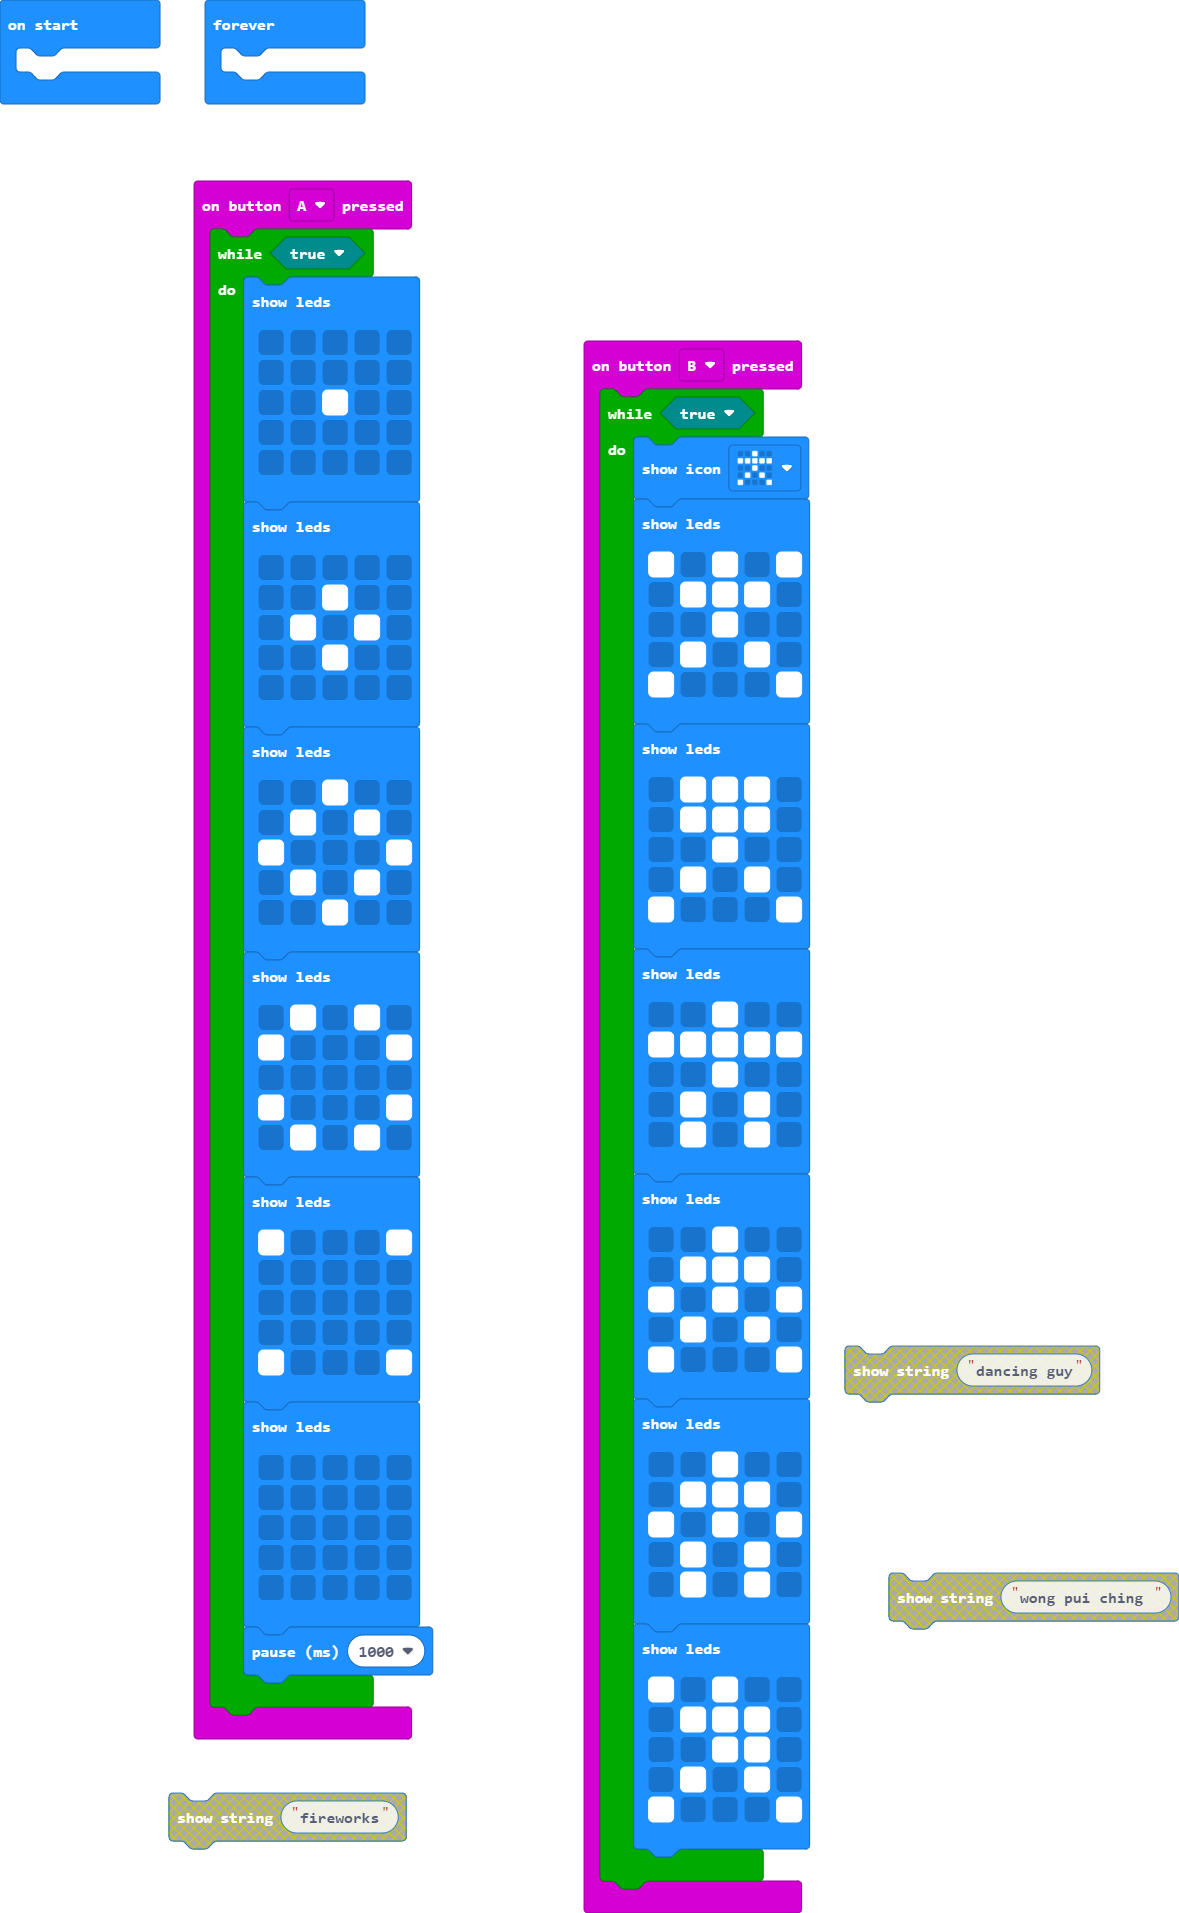 on start
forever
on button A pressed
while true
do
show leds
show leds
show leds
show leds
show leds
show leds
pause (ms) 1000
show string "fireworks"
on button B pressed
while true
do
show icon
show leds
show leds
show leds
show leds
show leds
show leds
show string "dancing guy"
show string "wong pui ching "